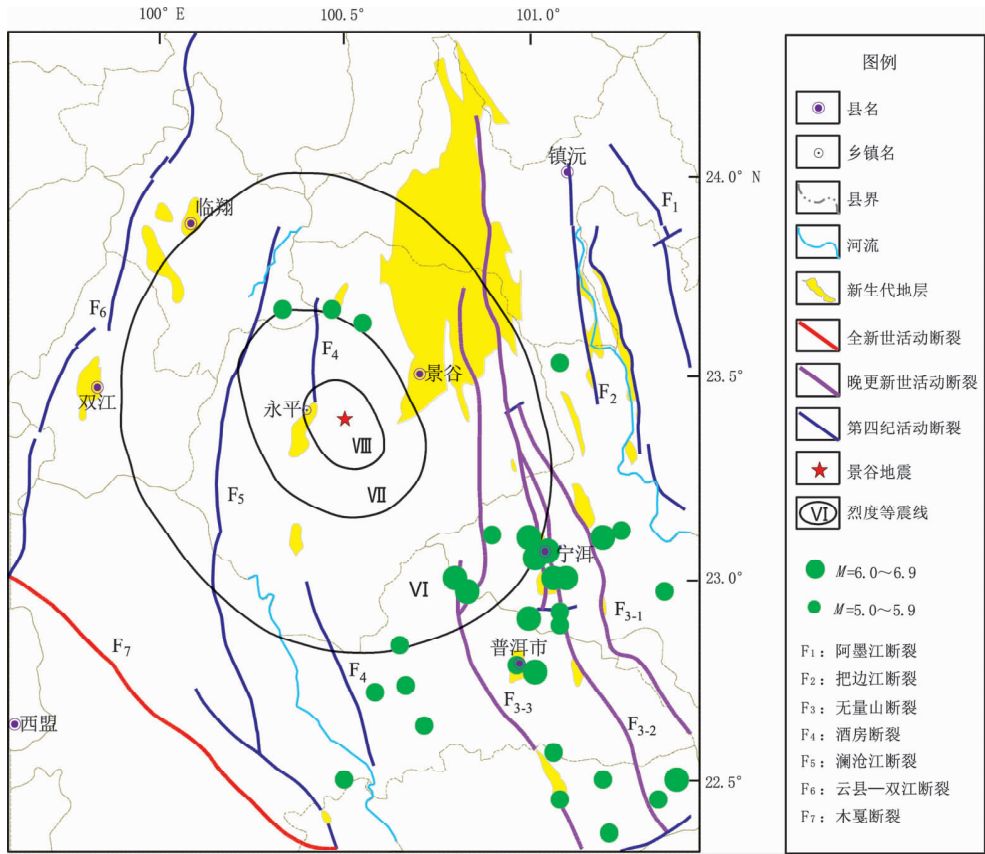 100° E 100.5° 101.0°
镇沅
24.0° N
临翔
F1
F6
F4
景谷
23.5°
双江
永平
F2
Ⅷ
Ⅶ
F5
宁洱
Ⅵ
23.0°
F3-1
F7
F4
普洱市
F3-3
F3-2
西盟
22.5°
图例
县名
乡镇名
县界
河流
新生代地层
全新世活动断裂
晚更新世活动断裂
第四纪活动断裂
景谷地震
Ⅵ 烈度等震线
M=6.0～6.9
M=5.0～5.9
F1：阿墨江断裂
F2：把边江断裂
F3：无量山断裂
F4：酒房断裂
F5：澜沧江断裂
F6：云县—双江断裂
F7：木戛断裂